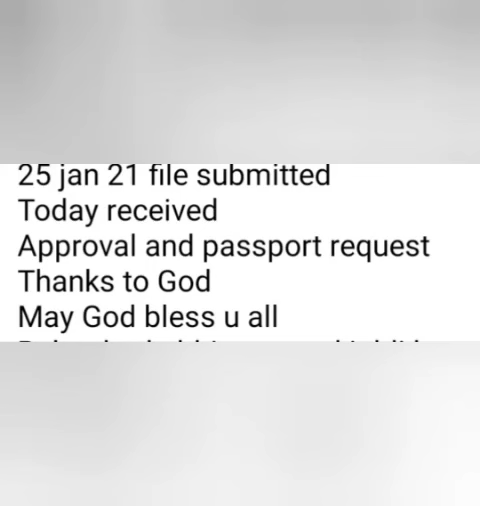 25 jan 21 file submitted
Today received
Approval and passport request
Thanks to God
May God bless u all